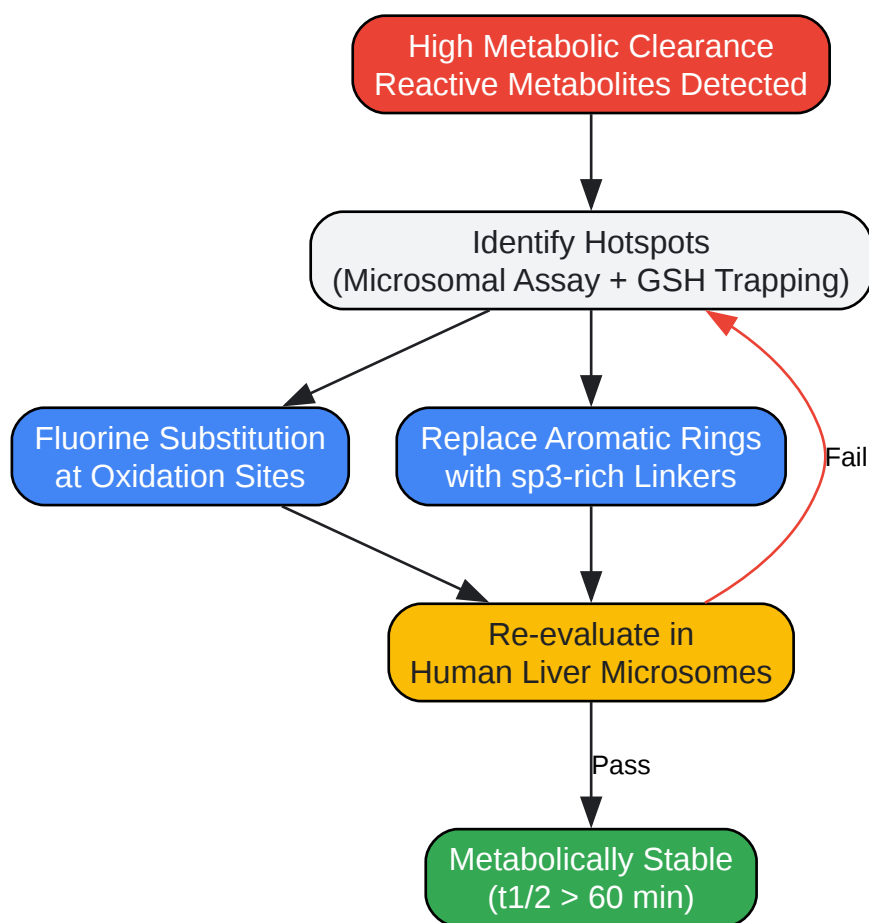 High Metabolic Clearance
Reactive Metabolites Detected
Identify Hotspots
(Microsomal Assay + GSH Trapping)
Fluorine Substitution
at Oxidation Sites
Replace Aromatic Rings
with sp3-rich Linkers
Fail
Re-evaluate in
Human Liver Microsomes
Pass
Metabolically Stable
(t1/2 > 60 min)